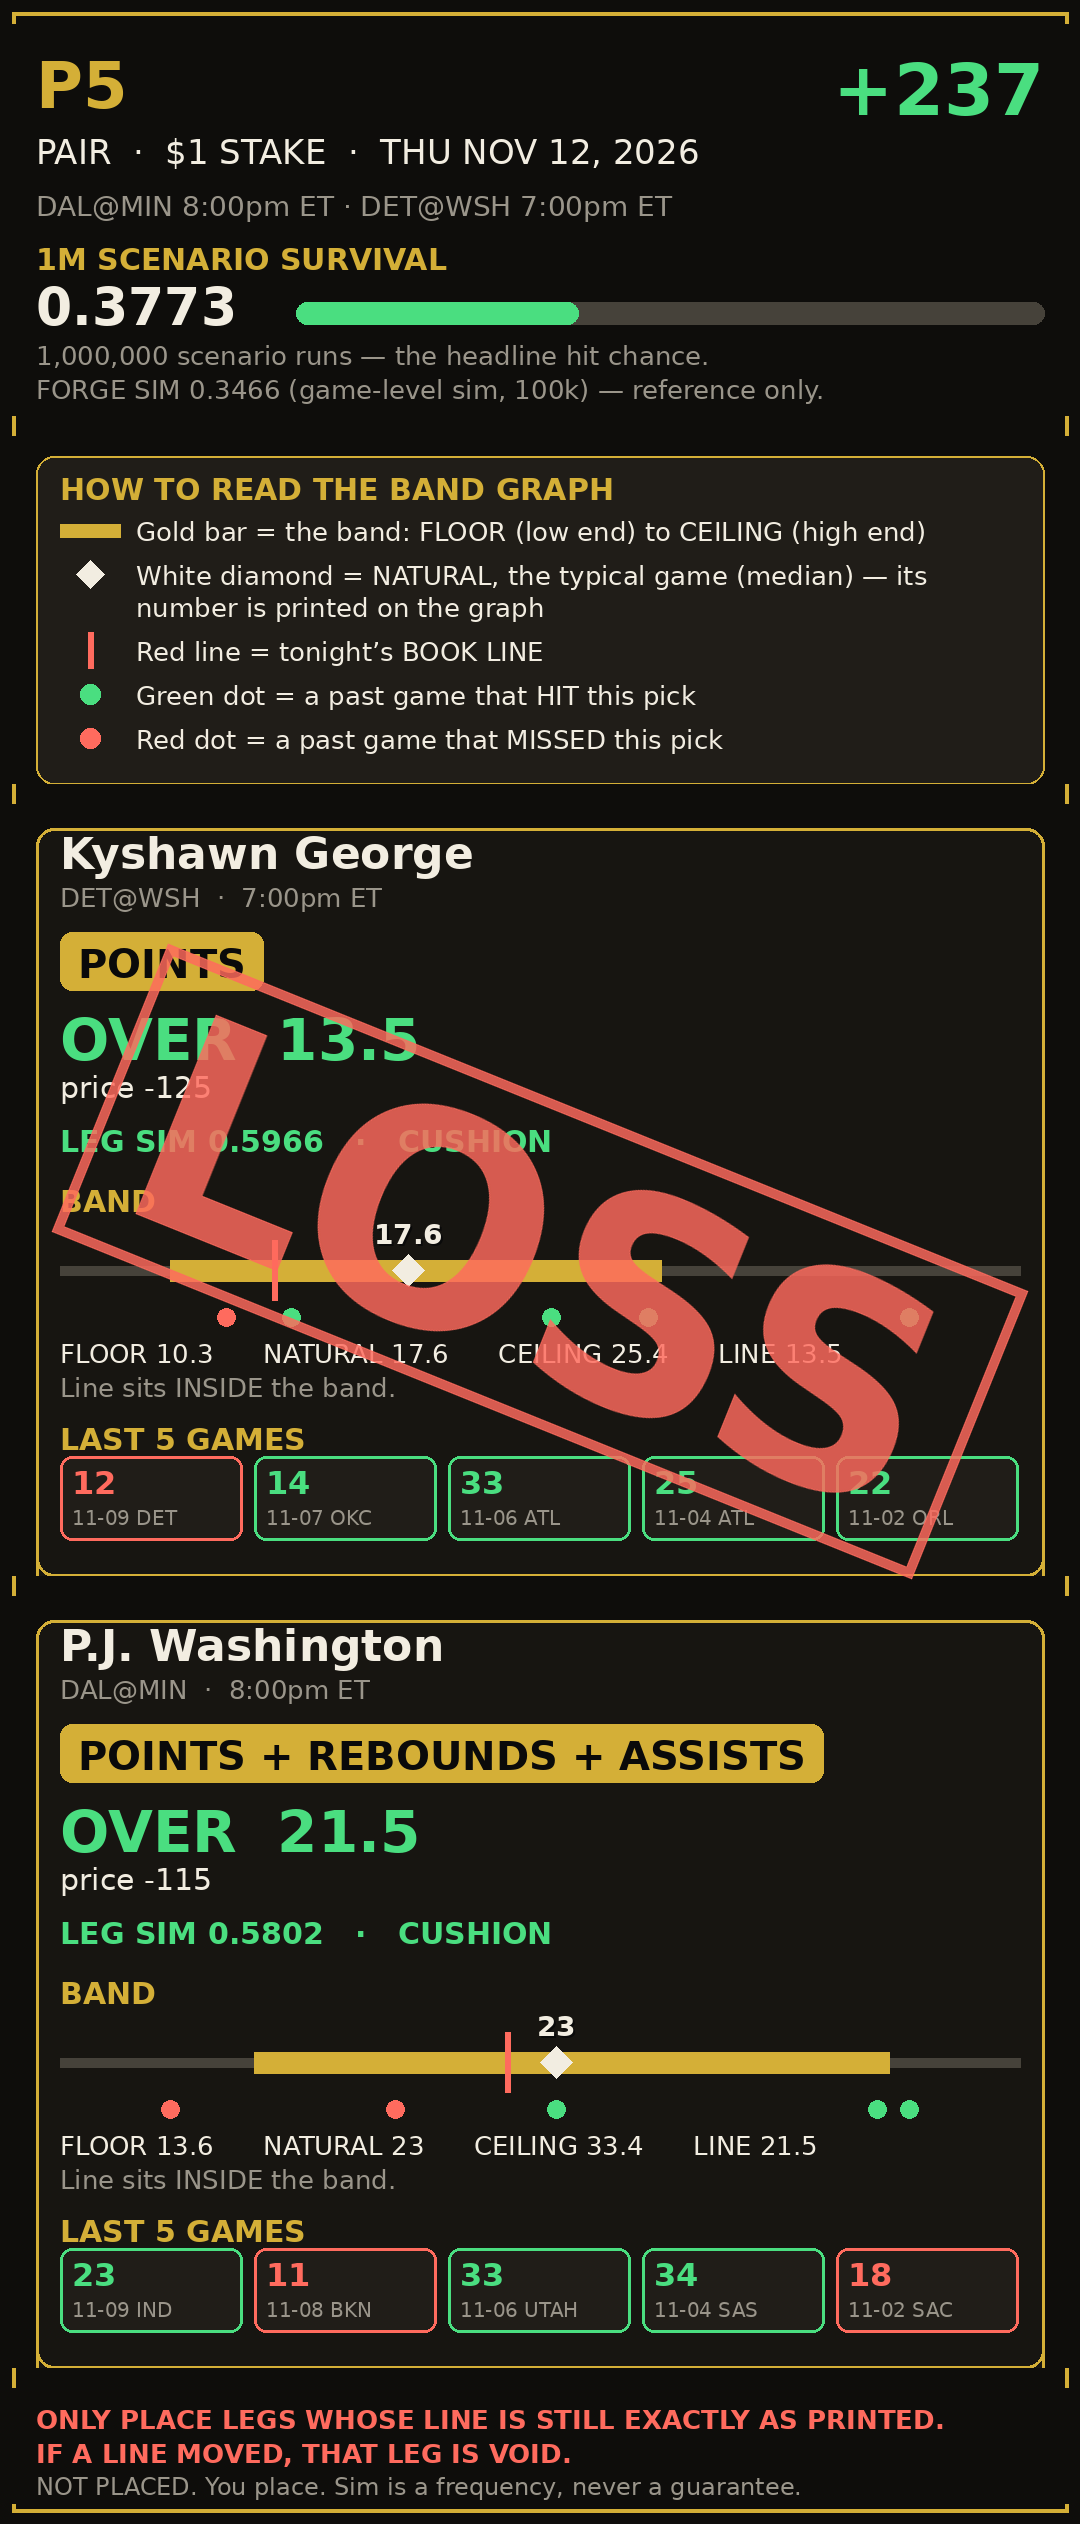 P5
+237
PAIR · $1 STAKE · THU NOV 12, 2026
DAL@MIN 8:00pm ET · DET@WSH 7:00pm ET
1M SCENARIO SURVIVAL
0.3773
1,000,000 scenario runs — the headline hit chance.
FORGE SIM 0.3466 (game-level sim, 100k) — reference only.
HOW TO READ THE BAND GRAPH
Gold bar = the band: FLOOR (low end) to CEILING (high end)
White diamond = NATURAL, the typical game (median) — its
number is printed on the graph
Red line = tonight’s BOOK LINE
Green dot = a past game that HIT this pick
Red dot = a past game that MISSED this pick
Kyshawn George
DET@WSH · 7:00pm ET
POINTS
OVER 13.5
price -125
LEG SIM 0.5966 · CUSHION
BAND
17.6
FLOOR 10.3 NATURAL 17.6 CEILING 25.4 LINE 13.5
Line sits INSIDE the band.
LAST 5 GAMES
12 14 33 25 22
11-09 DET 11-07 OKC 11-06 ATL 11-04 ATL 11-02 ORL
LOSS
P.J. Washington
DAL@MIN · 8:00pm ET
POINTS + REBOUNDS + ASSISTS
OVER 21.5
price -115
LEG SIM 0.5802 · CUSHION
BAND
23
FLOOR 13.6 NATURAL 23 CEILING 33.4 LINE 21.5
Line sits INSIDE the band.
LAST 5 GAMES
23 11 33 34 18
11-09 IND 11-08 BKN 11-06 UTAH 11-04 SAS 11-02 SAC
ONLY PLACE LEGS WHOSE LINE IS STILL EXACTLY AS PRINTED.
IF A LINE MOVED, THAT LEG IS VOID.
NOT PLACED. You place. Sim is a frequency, never a guarantee.